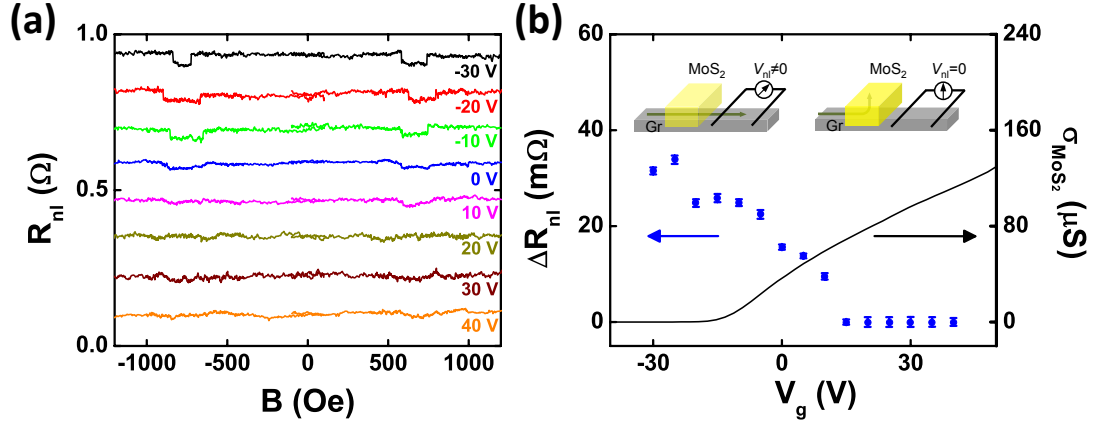 (a)
R_nl (Ω)
1.0
0.5
0.0
-30 V
-20 V
-10 V
0 V
10 V
20 V
30 V
40 V
-1000 -500 0 500 1000
B (Oe)
(b)
ΔR_nl (mΩ)
60
40
20
0
MoS₂ V_nl≠0
Gr
MoS₂ V_nl=0
Gr
240
160
80
0
σ_MoS₂ (μS)
-30 0 30
V_g (V)